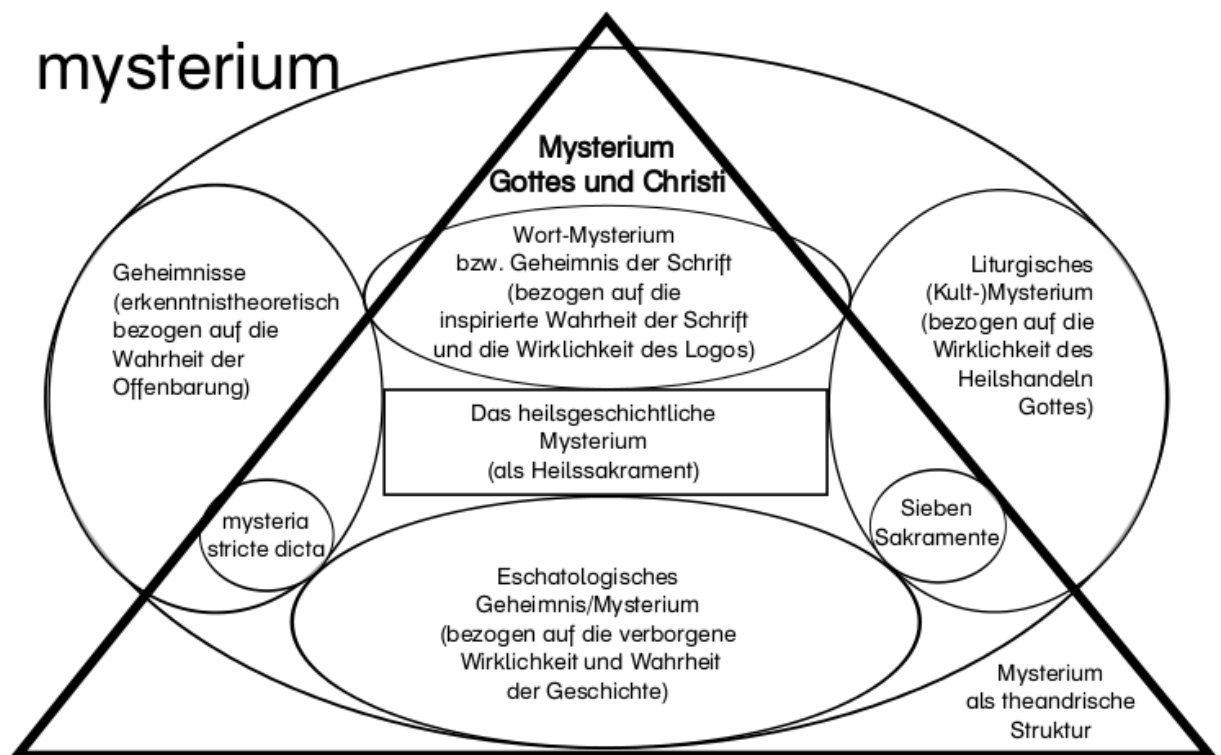 mysterium
Mysterium
Gottes und Christi
Wort-Mysterium
bzw. Geheimnis der Schrift
(bezogen auf die
inspirierte Wahrheit der Schrift
und die Wirklichkeit des Logos)
Geheimnisse
(erkenntnistheoretisch
bezogen auf die
Wahrheit der
Offenbarung)
Liturgisches
(Kult-)Mysterium
(bezogen auf die
Wirklichkeit des
Heilshandeln
Gottes)
Das heilsgeschichtliche
Mysterium
(als Heilssakrament)
mysteria
stricte dicta
Sieben
Sakramente
Eschatologisches
Geheimnis/Mysterium
(bezogen auf die verborgene
Wirklichkeit und Wahrheit
der Geschichte)
Mysterium
als theandrische
Struktur